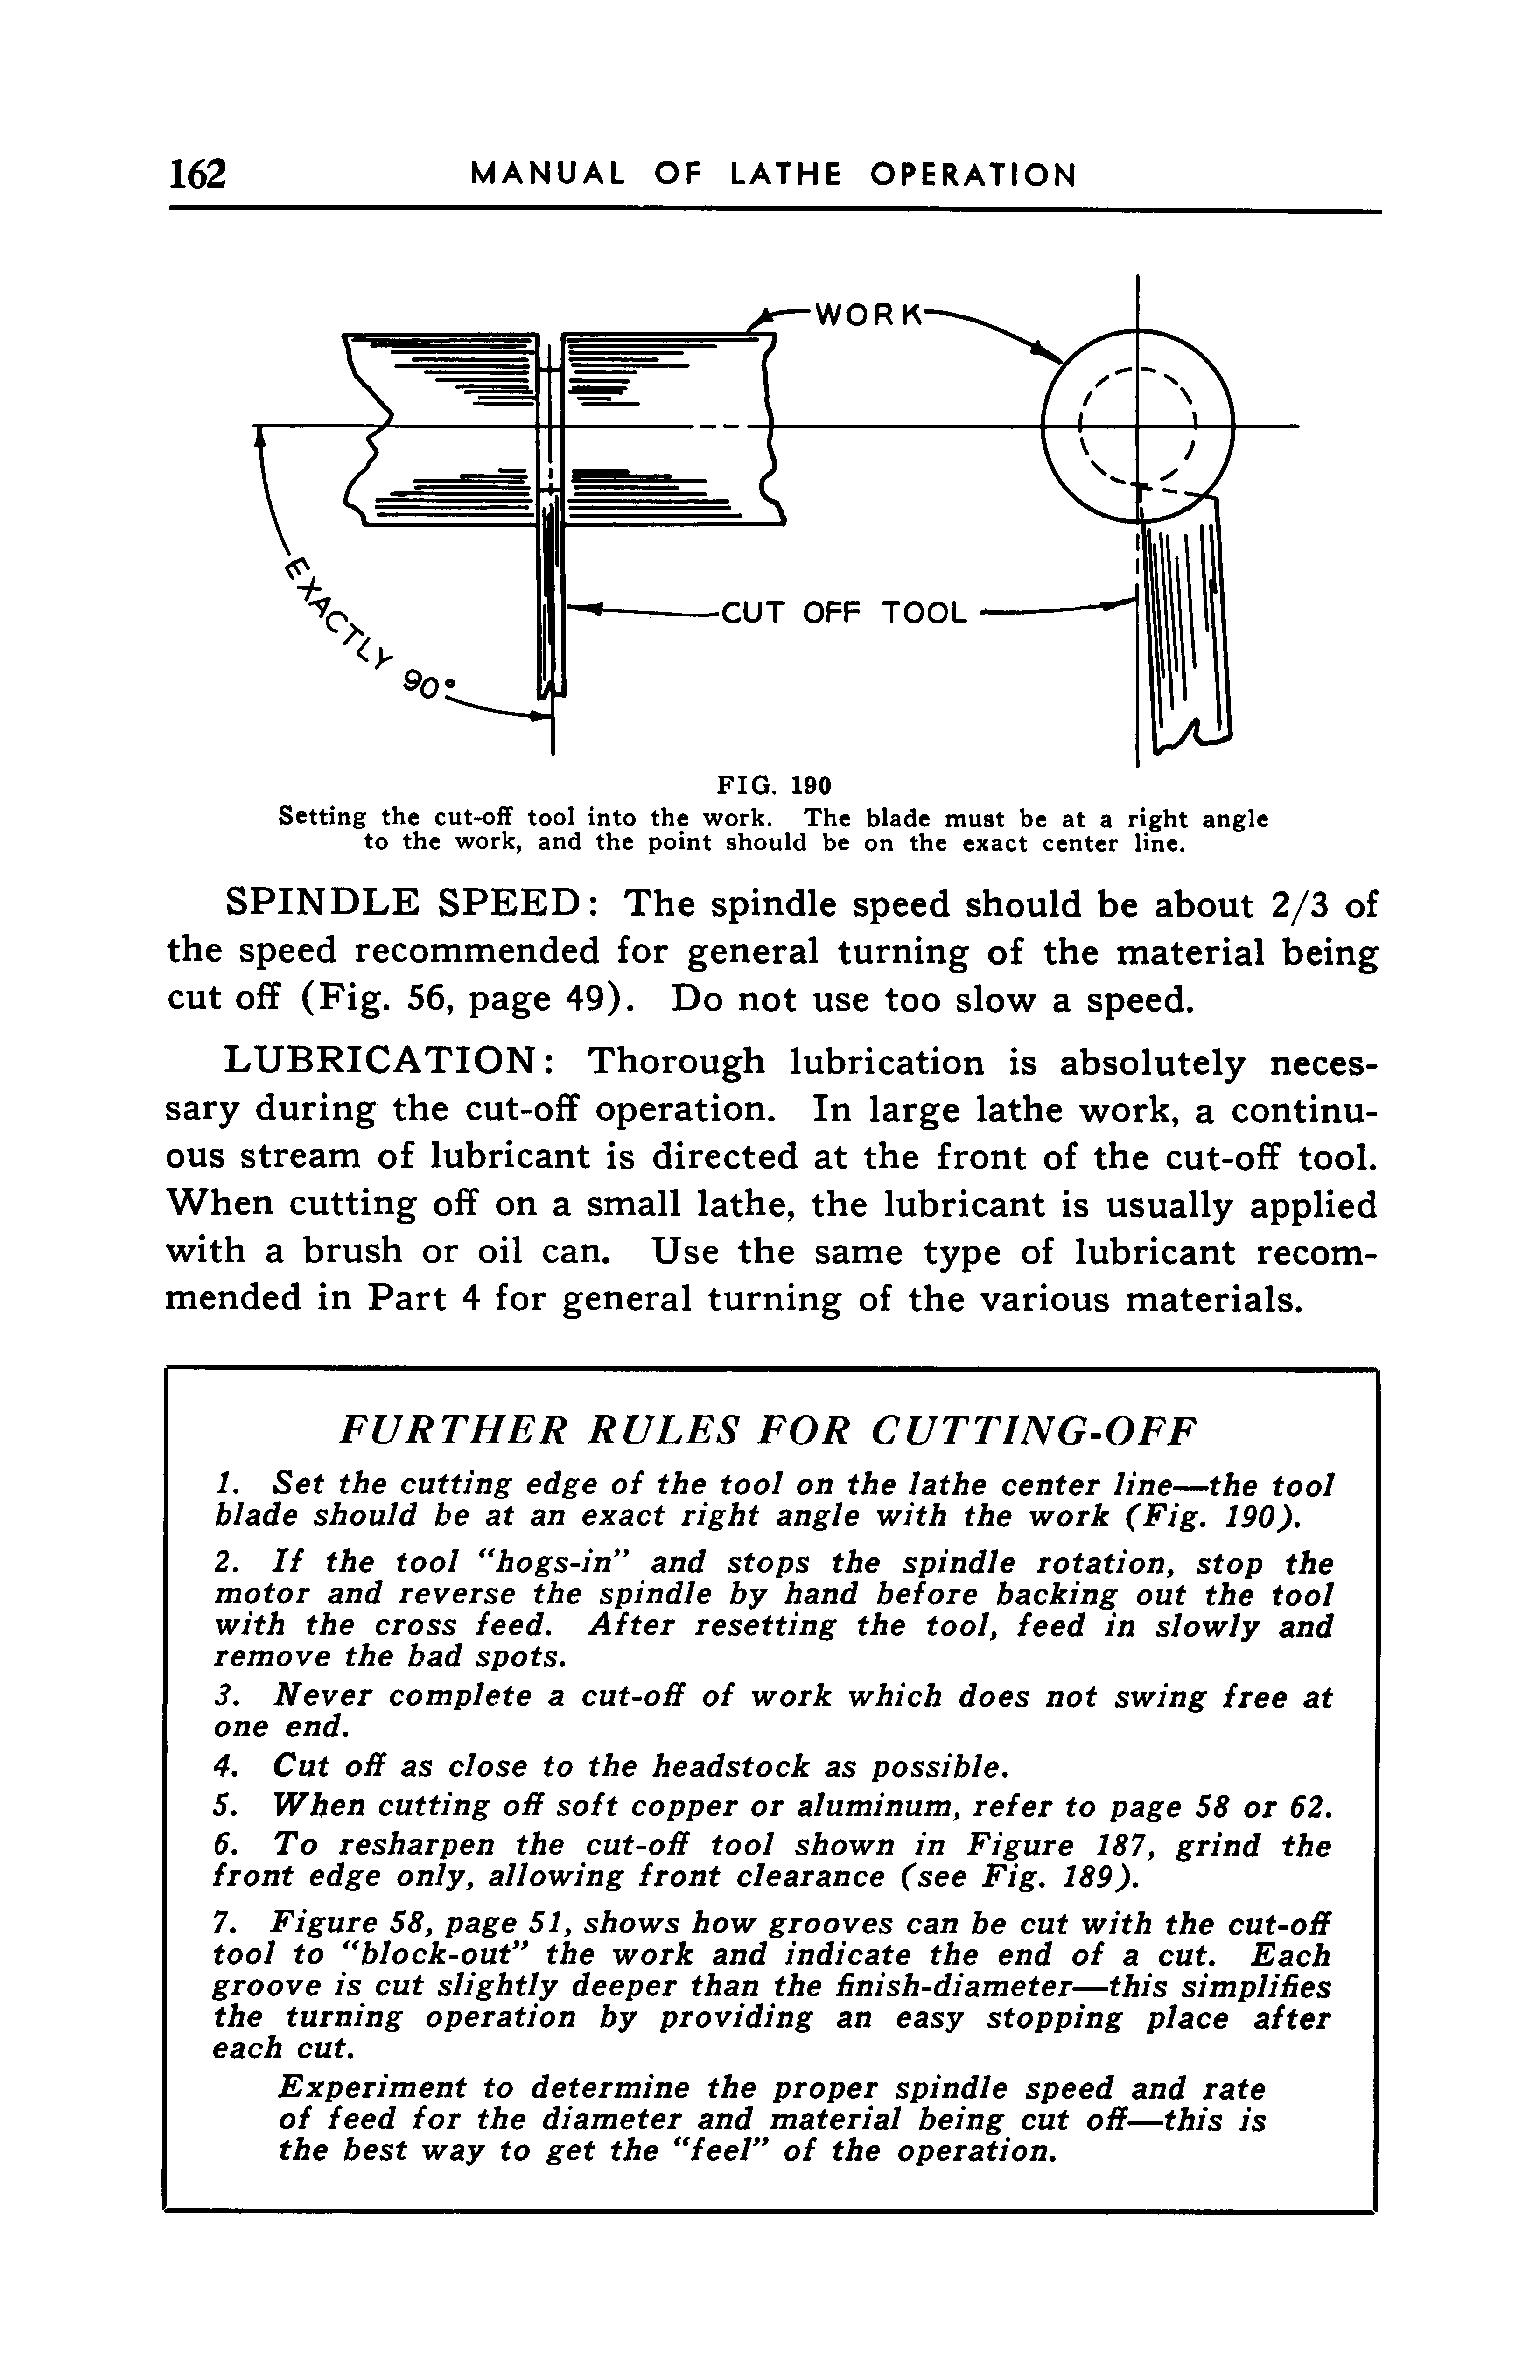 162
MANUAL OF LATHE OPERATION
WORK
EXACTLY 90°
CUT OFF TOOL
FIG. 190
Setting the cut-off tool into the work. The blade must be at a right angle
to the work, and the point should be on the exact center line.
SPINDLE SPEED: The spindle speed should be about 2/3 of
the speed recommended for general turning of the material being
cut off (Fig. 56, page 49). Do not use too slow a speed.
LUBRICATION: Thorough lubrication is absolutely neces-
sary during the cut-off operation. In large lathe work, a continu-
ous stream of lubricant is directed at the front of the cut-off tool.
When cutting off on a small lathe, the lubricant is usually applied
with a brush or oil can. Use the same type of lubricant recom-
mended in Part 4 for general turning of the various materials.
FURTHER RULES FOR CUTTING-OFF
1. Set the cutting edge of the tool on the lathe center line—the tool
blade should be at an exact right angle with the work (Fig. 190).
2. If the tool “hogs-in” and stops the spindle rotation, stop the
motor and reverse the spindle by hand before backing out the tool
with the cross feed. After resetting the tool, feed in slowly and
remove the bad spots.
3. Never complete a cut-off of work which does not swing free at
one end.
4. Cut off as close to the headstock as possible.
5. When cutting off soft copper or aluminum, refer to page 58 or 62.
6. To resharpen the cut-off tool shown in Figure 187, grind the
front edge only, allowing front clearance (see Fig. 189).
7. Figure 58, page 51, shows how grooves can be cut with the cut-off
tool to “block-out” the work and indicate the end of a cut. Each
groove is cut slightly deeper than the finish-diameter—this simplifies
the turning operation by providing an easy stopping place after
each cut.
Experiment to determine the proper spindle speed and rate
of feed for the diameter and material being cut off—this is
the best way to get the “feel” of the operation.